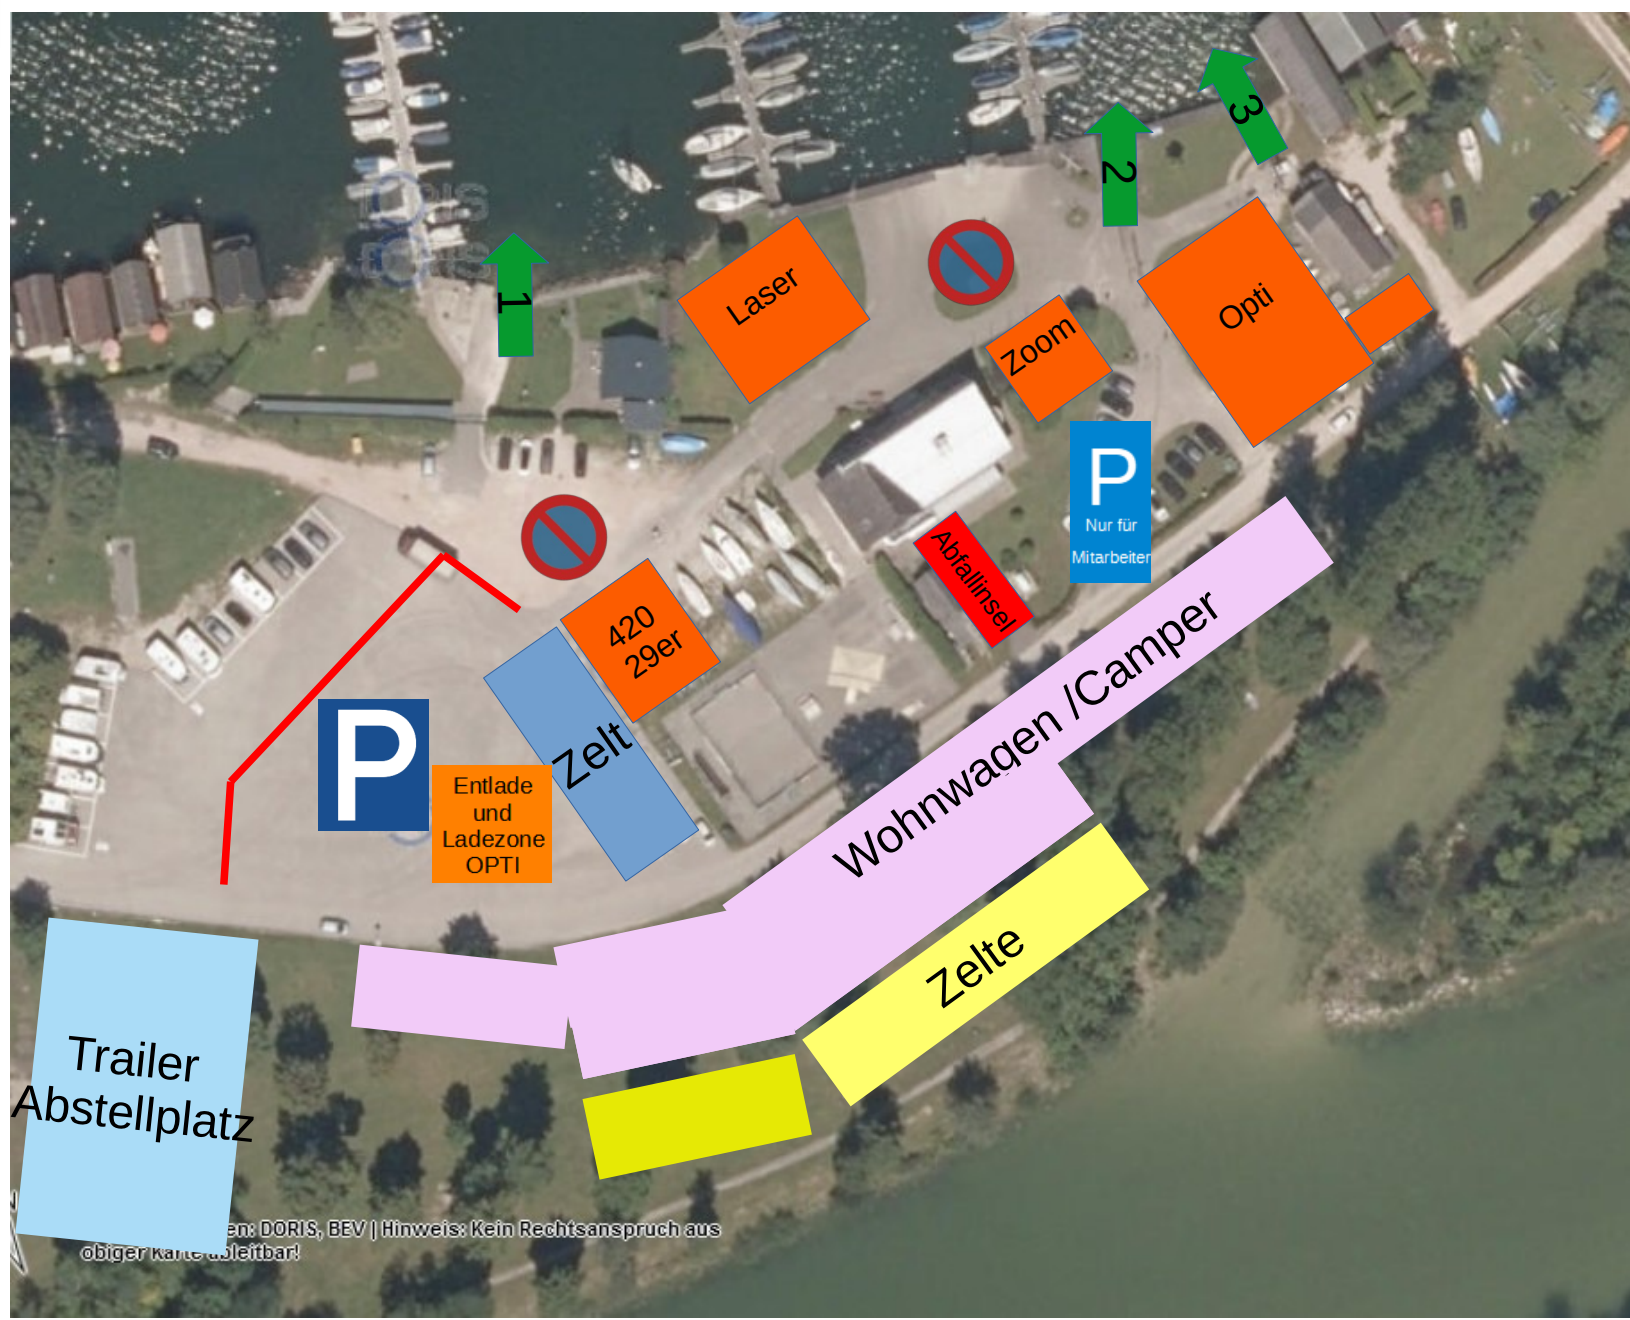 3
2
1
Laser
Opti
Zoom
P
Nur für
Mitarbeiter
Abfallinsel
420
29er
Zelt
P
Entlade
und
Ladezone
OPTI
Wohnwagen /Camper
Zelte
Trailer
Abstellplatz
en: DORIS, BEV | Hinweis: Kein Rechtsanspruch aus
obiger Karte ableitbar!